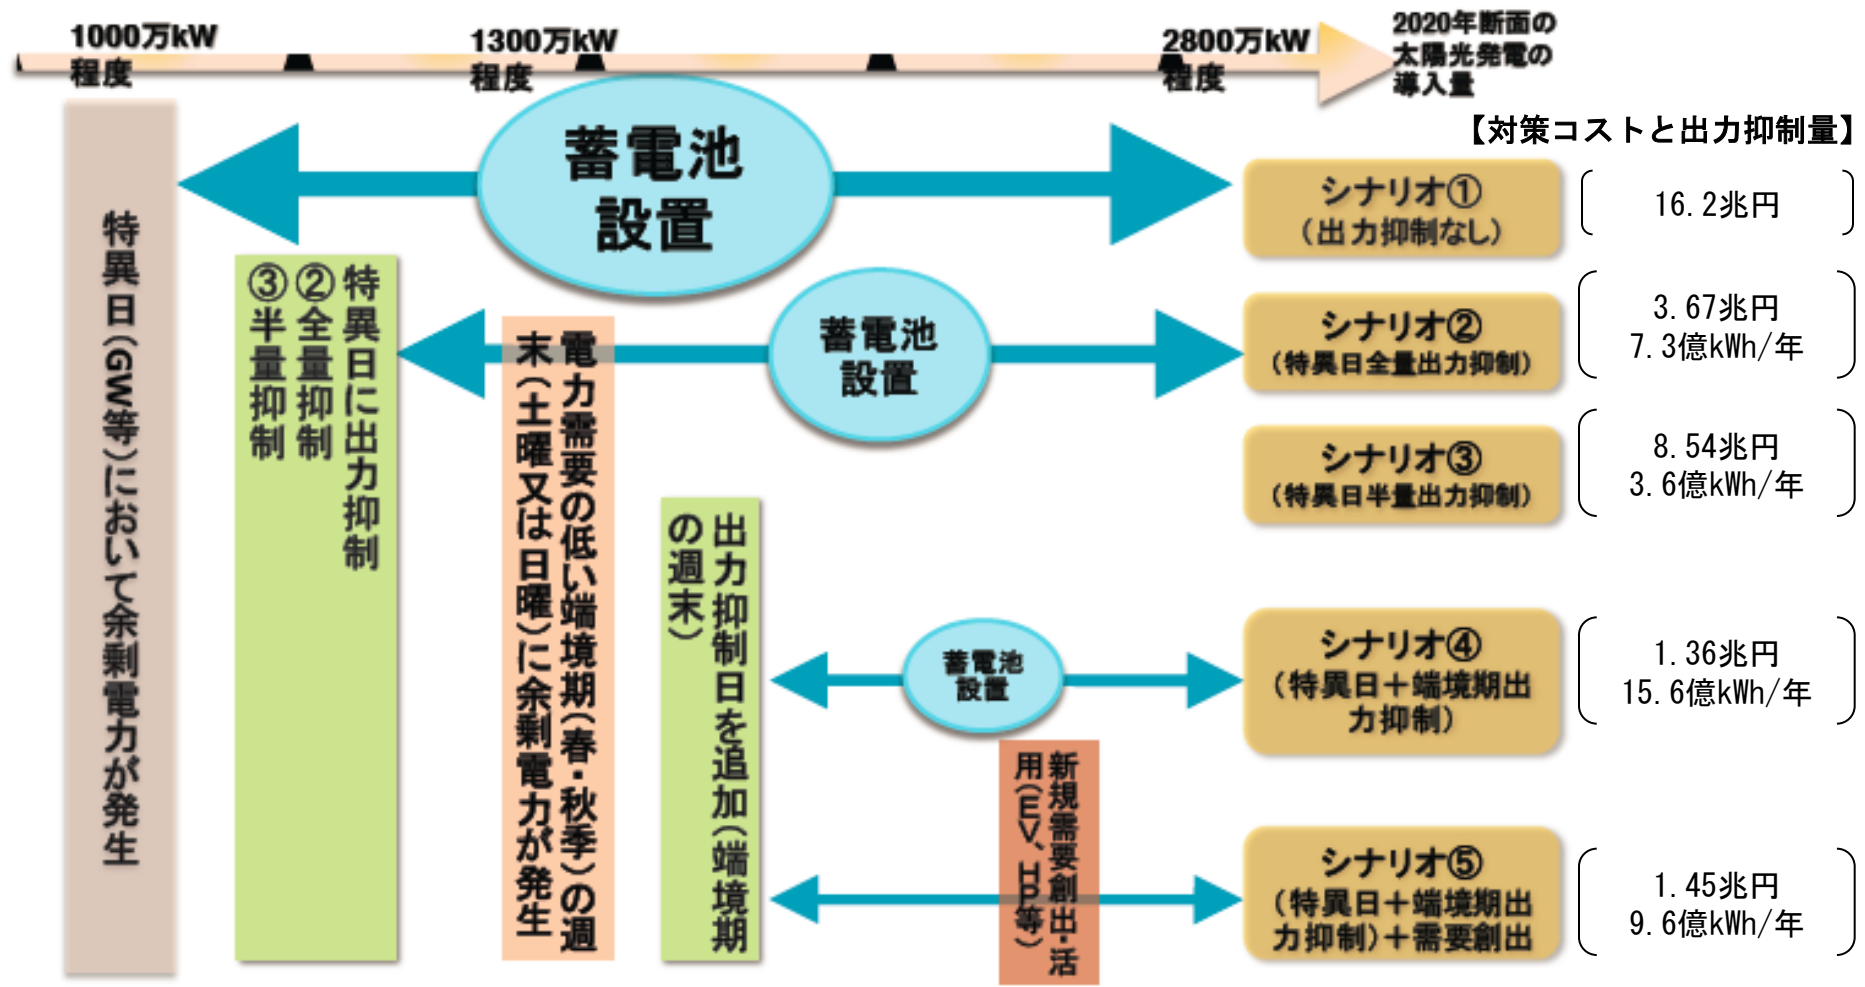 1000万kW
程度
1300万kW
程度
2800万kW
程度
2020年断面の
太陽光発電の
導入量
【対策コストと出力抑制量】
特異日(GW等)において余剰電力が発生
特異日に出力抑制
②全量抑制
③半量抑制
電力需要の低い端境期(春・秋季)の週
末(土曜又は日曜)に余剰電力が発生
出力抑制日を追加(端境期
の週末)
新規需要創出・活
用(EV、HP等)
蓄電池
設置
蓄電池
設置
蓄電池
設置
シナリオ①
(出力抑制なし)
16.2兆円
シナリオ②
(特異日全量出力抑制)
3.67兆円
7.3億kWh/年
シナリオ③
(特異日半量出力抑制)
8.54兆円
3.6億kWh/年
シナリオ④
(特異日+端境期出
力抑制)
1.36兆円
15.6億kWh/年
シナリオ⑤
(特異日+端境期出
力抑制)+需要創出
1.45兆円
9.6億kWh/年